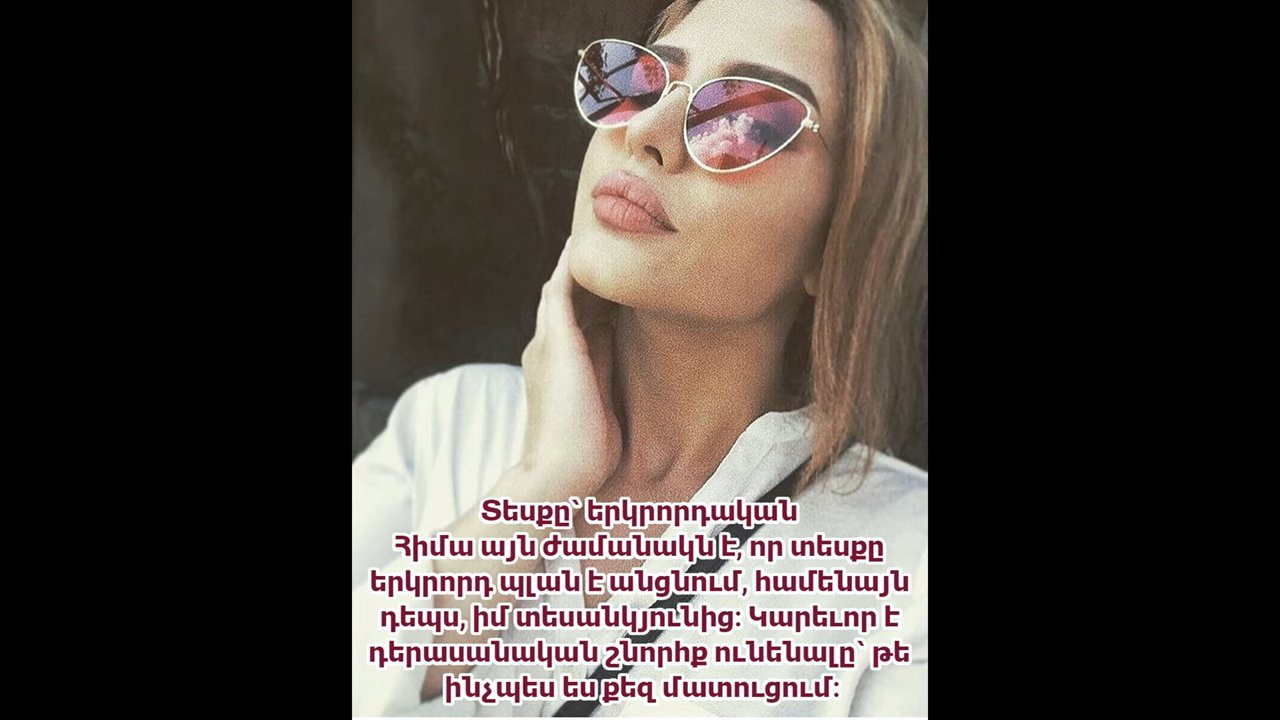 Տեսքը՝ երկրորդական
Հիմա այն ժամանակն է, որ տեսքը
երկրորդ պլան է անցնում, համենայն
դեպս, իմ տեսանկյունից: Կարեւոր է
դերասանական շնորհք ունենալը՝ թե
ինչպես ես քեզ մատուցում: